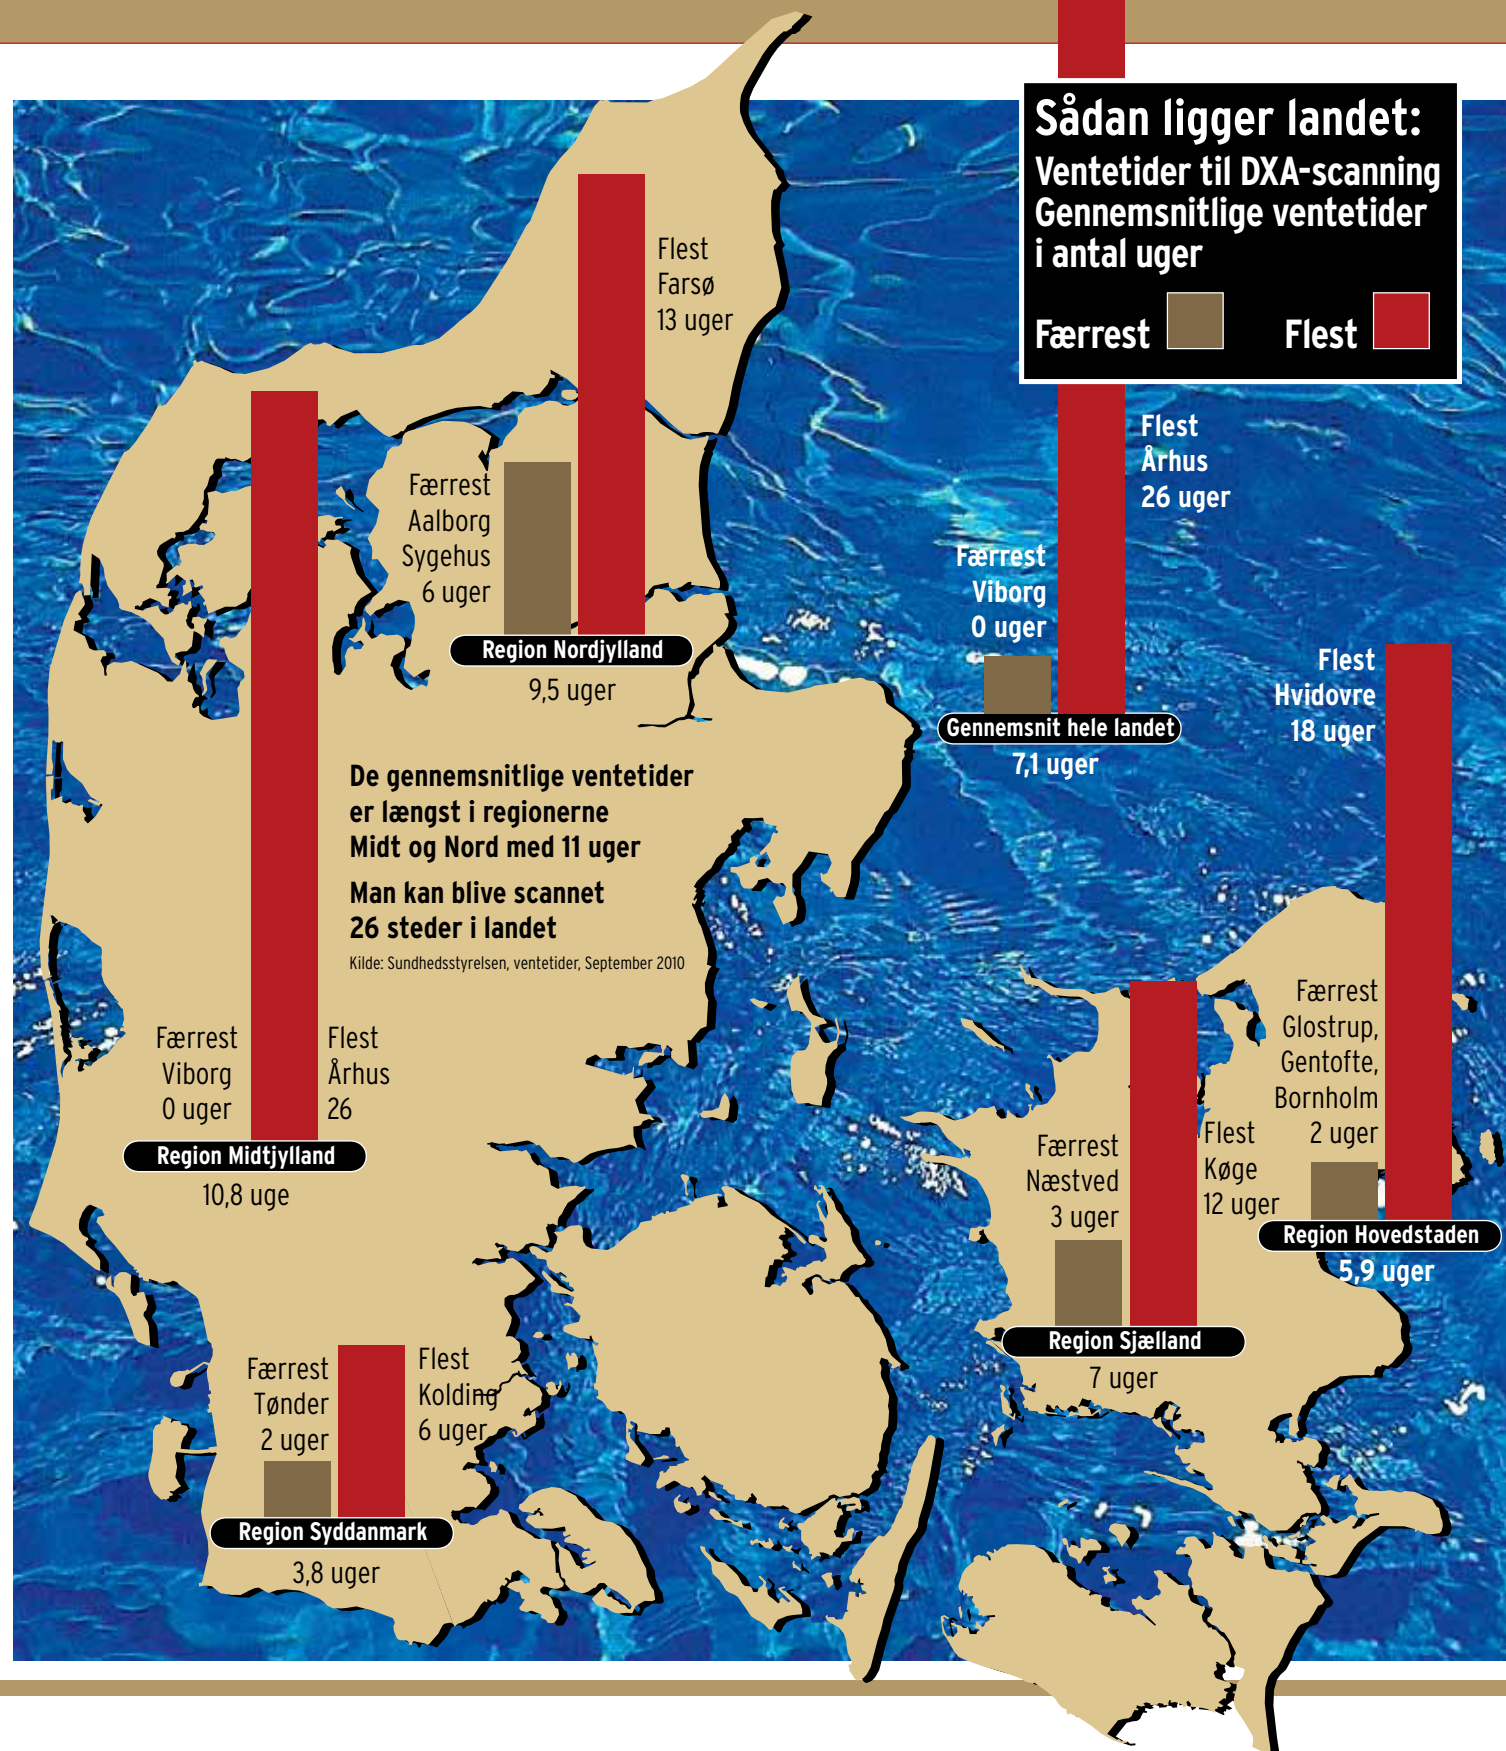 Sådan ligger landet:
Ventetider til DXA-scanning
Gennemsnitlige ventetider
i antal uger
Færrest
Flest
Flest
Farsø
13 uger
Færrest
Aalborg
Sygehus
6 uger
Region Nordjylland
9,5 uger
Flest
Århus
26 uger
Færrest
Viborg
0 uger
Gennemsnit hele landet
7,1 uger
Flest
Hvidovre
18 uger
Færrest
Glostrup,
Gentofte,
Bornholm
2 uger
Region Hovedstaden
5,9 uger
De gennemsnitlige ventetider
er længst i regionerne
Midt og Nord med 11 uger
Man kan blive scannet
26 steder i landet
Kilde: Sundhedsstyrelsen, ventetider, September 2010
Færrest
Viborg
0 uger
Flest
Århus
26
Region Midtjylland
10,8 uge
Færrest
Næstved
3 uger
Flest
Køge
12 uger
Region Sjælland
7 uger
Færrest
Tønder
2 uger
Flest
Kolding
6 uger
Region Syddanmark
3,8 uger